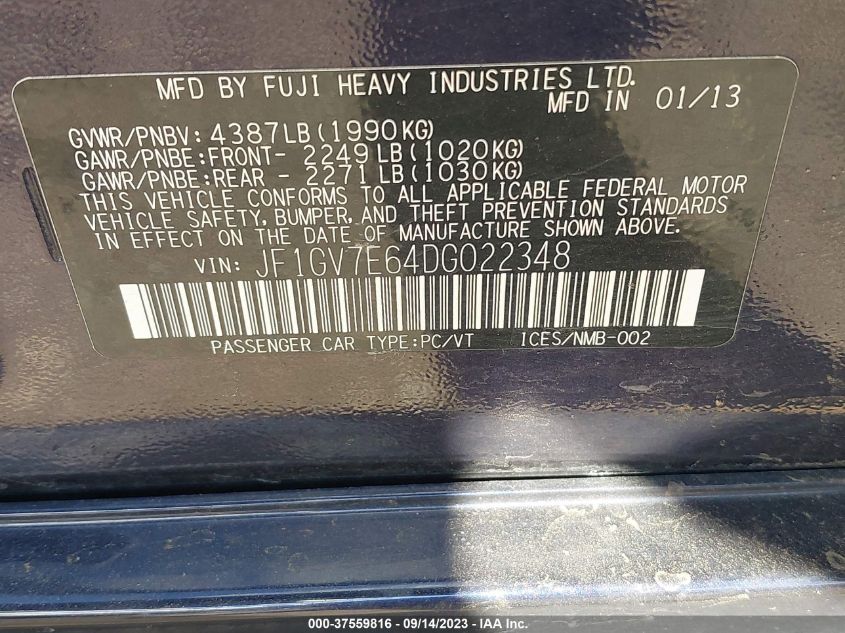 MFD BY FUJI HEAVY INDUSTRIES LTD.
MFD IN 01/13
GVWR/PNBV: 4387LB(1990KG)
GAWR/PNBE:FRONT- 2249LB(1020KG)
GAWR/PNBE:REAR - 2271LB(1030KG)
THIS VEHICLE CONFORMS TO ALL APPLICABLE FEDERAL MOTOR
VEHICLE SAFETY, BUMPER, AND THEFT PREVENTION STANDARDS
IN EFFECT ON THE DATE OF MANUFACTURE SHOWN ABOVE.
VIN: JF1GV7E64DG022348
PASSENGER CAR TYPE:PC/VT ICES/NMB-002
000-37559816 - 09/14/2023 - IAA Inc.